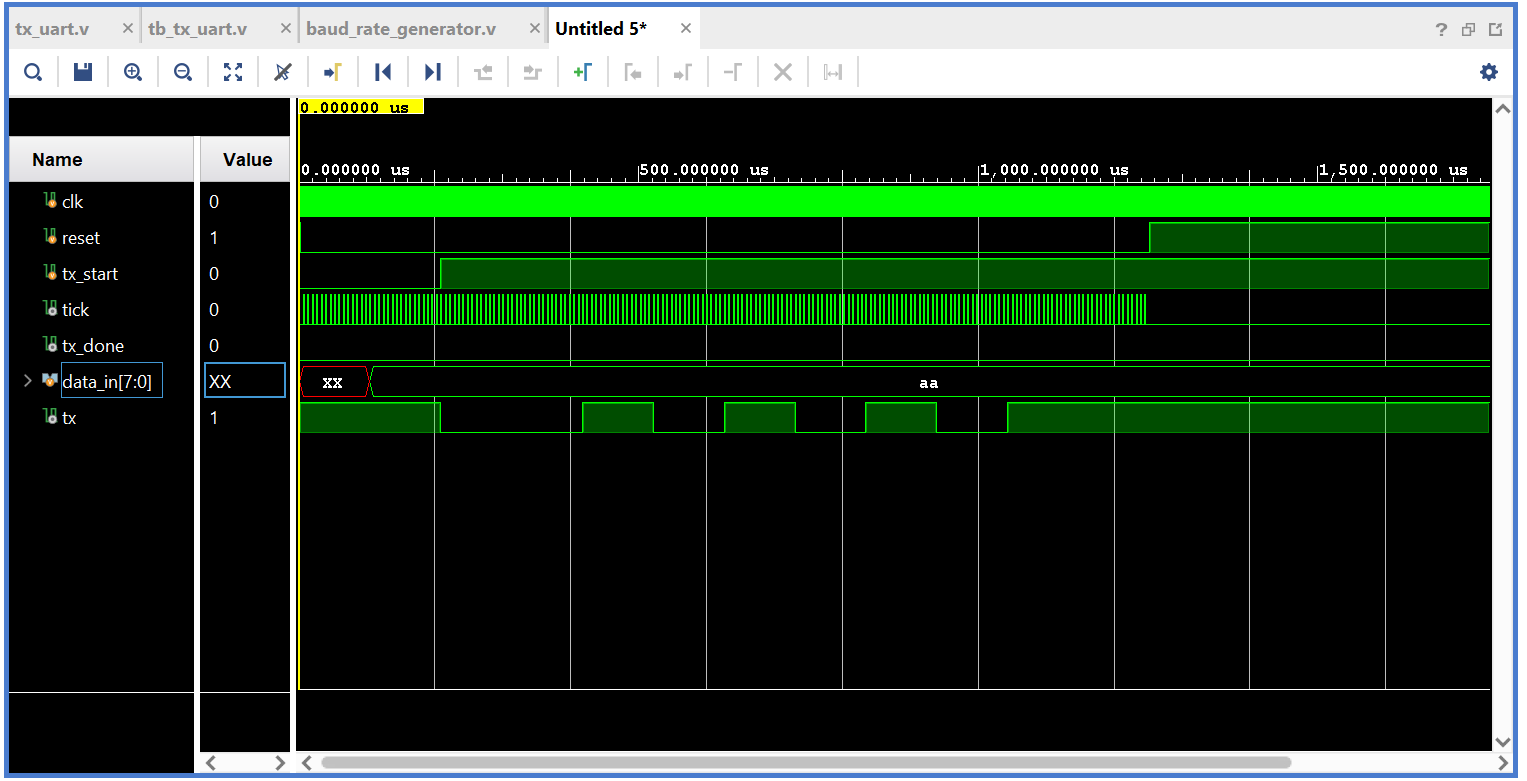 tx_uart.v × tb_tx_uart.v × baud_rate_generator.v × Untitled 5* × ?
0.000000 us
Name Value 0.000000 us 500.000000 us 1,000.000000 us 1,500.000000 us
clk 0
reset 1
tx_start 0
tick 0
tx_done 0
data_in[7:0] XX XX aa
tx 1